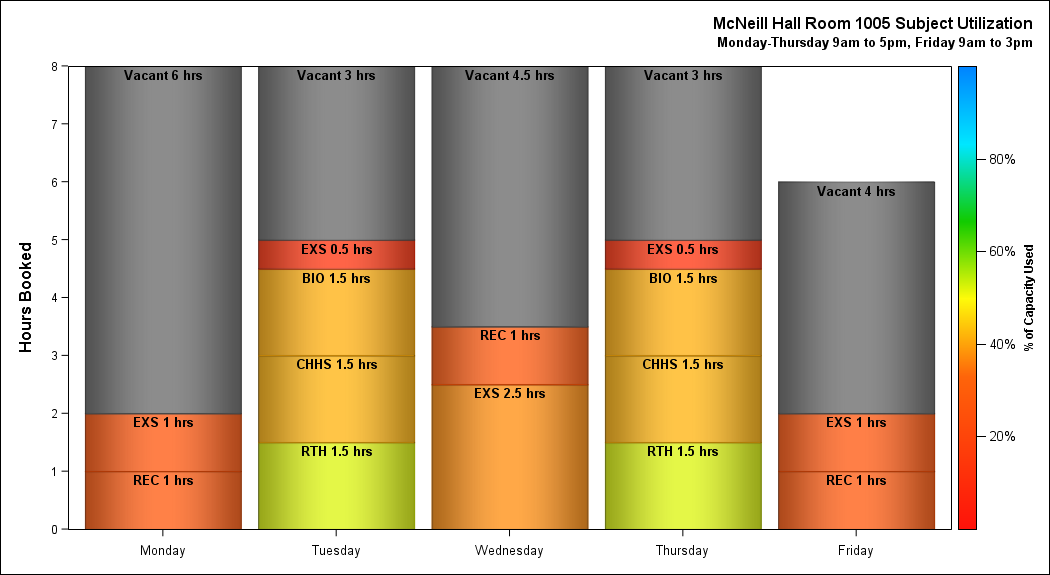 McNeill Hall Room 1005 Subject Utilization
Monday-Thursday 9am to 5pm, Friday 9am to 3pm
Hours Booked
8
7
6
5
4
3
2
1
0
Vacant 6 hrs
EXS 1 hrs
REC 1 hrs
Vacant 3 hrs
EXS 0.5 hrs
BIO 1.5 hrs
CHHS 1.5 hrs
RTH 1.5 hrs
Vacant 4.5 hrs
REC 1 hrs
EXS 2.5 hrs
Vacant 3 hrs
EXS 0.5 hrs
BIO 1.5 hrs
CHHS 1.5 hrs
RTH 1.5 hrs
Vacant 4 hrs
EXS 1 hrs
REC 1 hrs
Monday Tuesday Wednesday Thursday Friday
80%
60%
40%
20%
% of Capacity Used